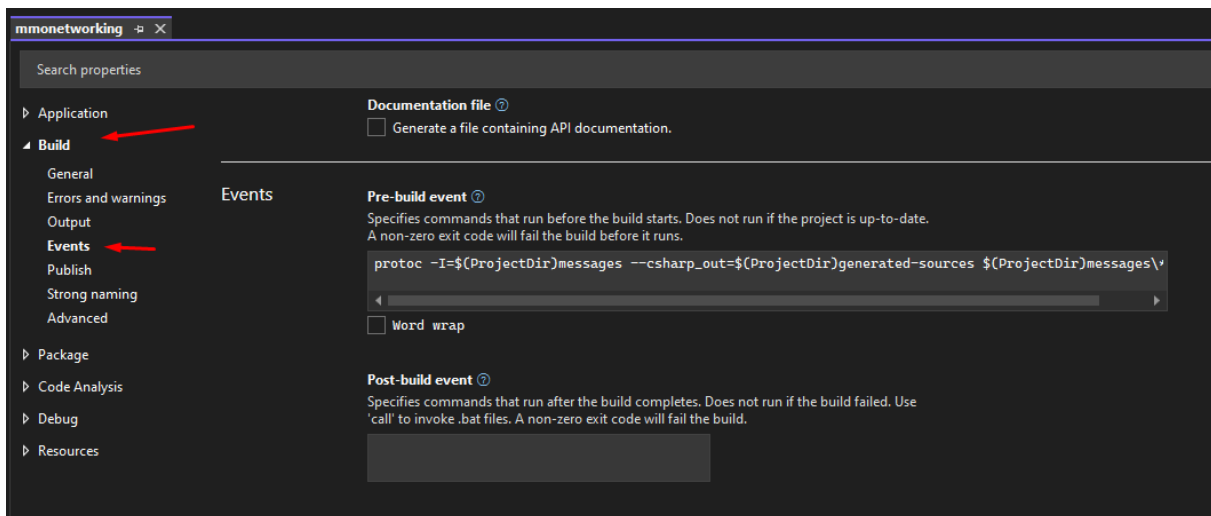 mmonetworking
Search properties
Application
Build
General
Errors and warnings
Output
Events
Publish
Strong naming
Advanced
Package
Code Analysis
Debug
Resources
Documentation file
Generate a file containing API documentation.
Events
Pre-build event
Specifies commands that run before the build starts. Does not run if the project is up-to-date.
A non-zero exit code will fail the build before it runs.
protoc -I=$(ProjectDir)messages --csharp_out=$(ProjectDir)generated-sources $(ProjectDir)messages\*
Word wrap
Post-build event
Specifies commands that run after the build completes. Does not run if the build failed. Use
'call' to invoke .bat files. A non-zero exit code will fail the build.